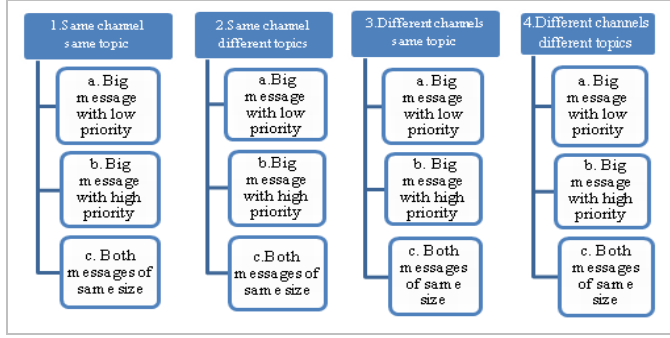 1.Same channel
same topic
a. Big
message
with low
priority
b. Big
message
with high
priority
c. Both
messages of
same size
2.Same channel
different topics
a.Big
message
with low
priority
b.Big
message
with high
priority
c.Both
messages of
same size
3.Different channels
same topic
a. Big
message
with low
priority
b. Big
message
with high
priority
c. Both
messages
of same
size
4.Different channels
different topics
a. Big
message
with low
priority
b. Big
message
with high
priority
c. Both
messages
of same
size